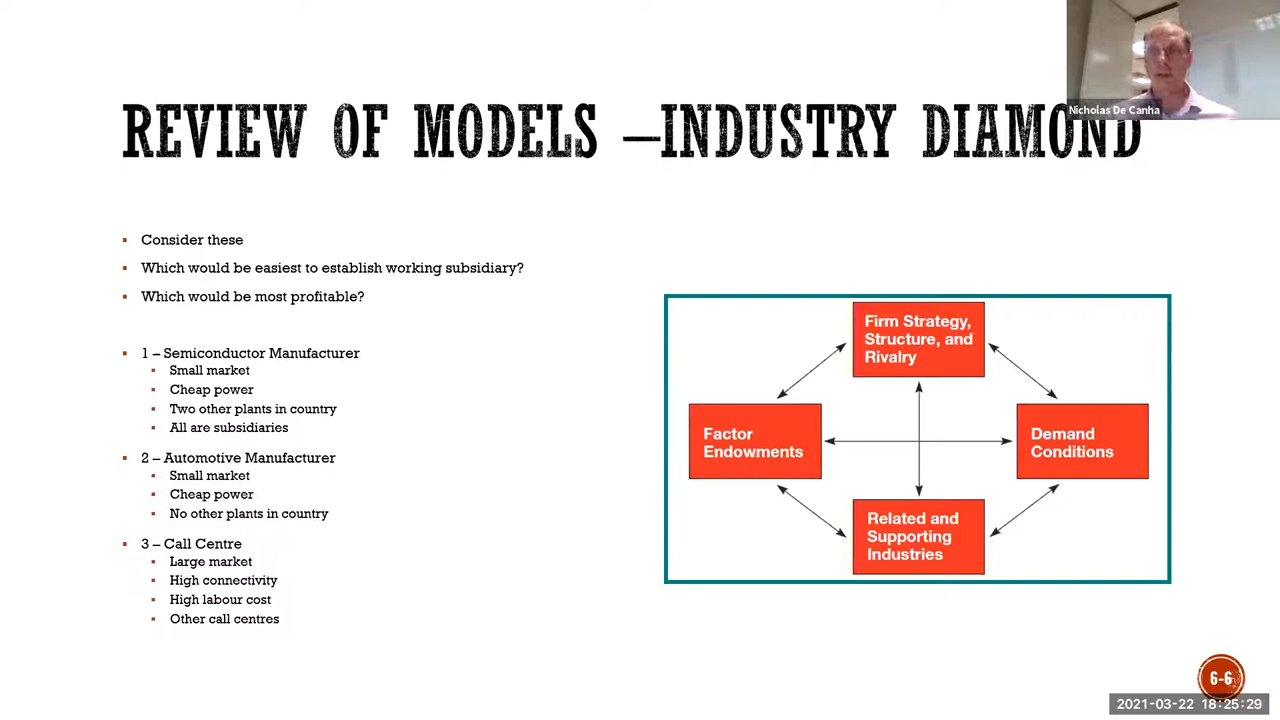 Nicholas De Canha
REVIEW OF MODELS –INDUSTRY DIAMOND
▪ Consider these
▪ Which would be easiest to establish working subsidiary?
▪ Which would be most profitable?
▪ 1 – Semiconductor Manufacturer
▪ Small market
▪ Cheap power
▪ Two other plants in country
▪ All are subsidiaries
▪ 2 – Automotive Manufacturer
▪ Small market
▪ Cheap power
▪ No other plants in country
▪ 3 – Call Centre
▪ Large market
▪ High connectivity
▪ High labour cost
▪ Other call centres
Firm Strategy,
Structure, and
Rivalry
Factor
Endowments
Demand
Conditions
Related and
Supporting
Industries
6-6
2021-03-22 18:25:29